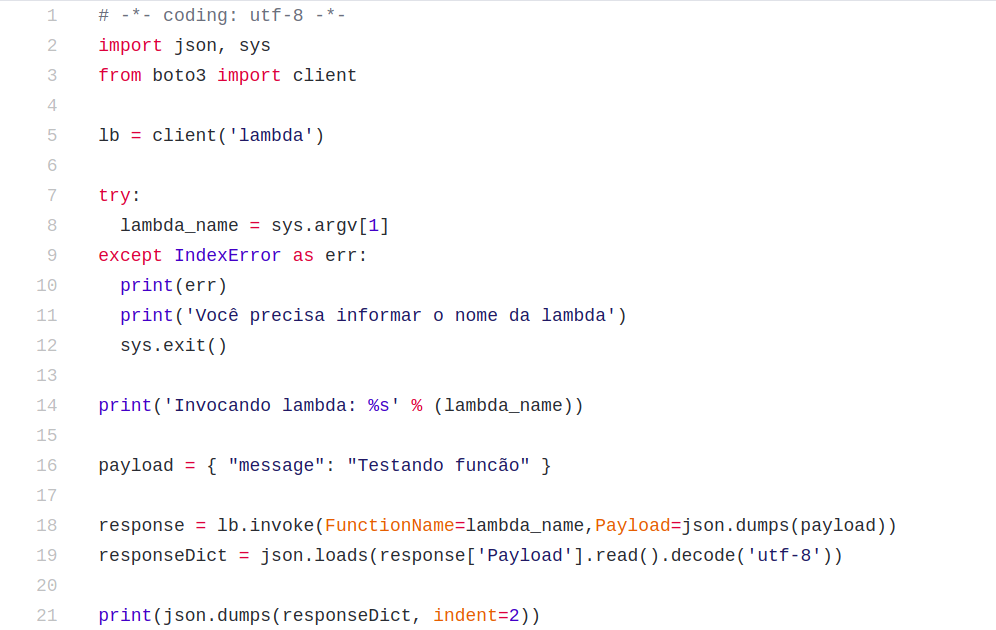 1 # -*- coding: utf-8 -*-
2 import json, sys
3 from boto3 import client
4
5 lb = client('lambda')
6
7 try:
8 lambda_name = sys.argv[1]
9 except IndexError as err:
10 print(err)
11 print('Você precisa informar o nome da lambda')
12 sys.exit()
13
14 print('Invocando lambda: %s' % (lambda_name))
15
16 payload = { "message": "Testando funcão" }
17
18 response = lb.invoke(FunctionName=lambda_name,Payload=json.dumps(payload))
19 responseDict = json.loads(response['Payload'].read().decode('utf-8'))
20
21 print(json.dumps(responseDict, indent=2))